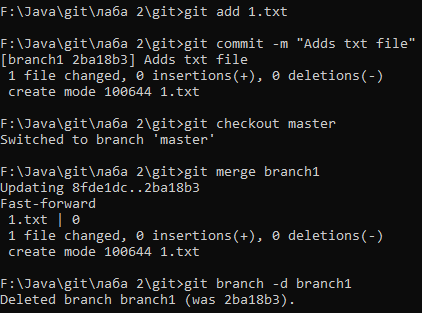 F:\Java\git\лаба 2\git>git add 1.txt
F:\Java\git\лаба 2\git>git commit -m "Adds txt file"
[branch1 2ba18b3] Adds txt file
1 file changed, 0 insertions(+), 0 deletions(-)
create mode 100644 1.txt
F:\Java\git\лаба 2\git>git checkout master
Switched to branch 'master'
F:\Java\git\лаба 2\git>git merge branch1
Updating 8fde1dc..2ba18b3
Fast-forward
1.txt | 0
1 file changed, 0 insertions(+), 0 deletions(-)
create mode 100644 1.txt
F:\Java\git\лаба 2\git>git branch -d branch1
Deleted branch branch1 (was 2ba18b3).